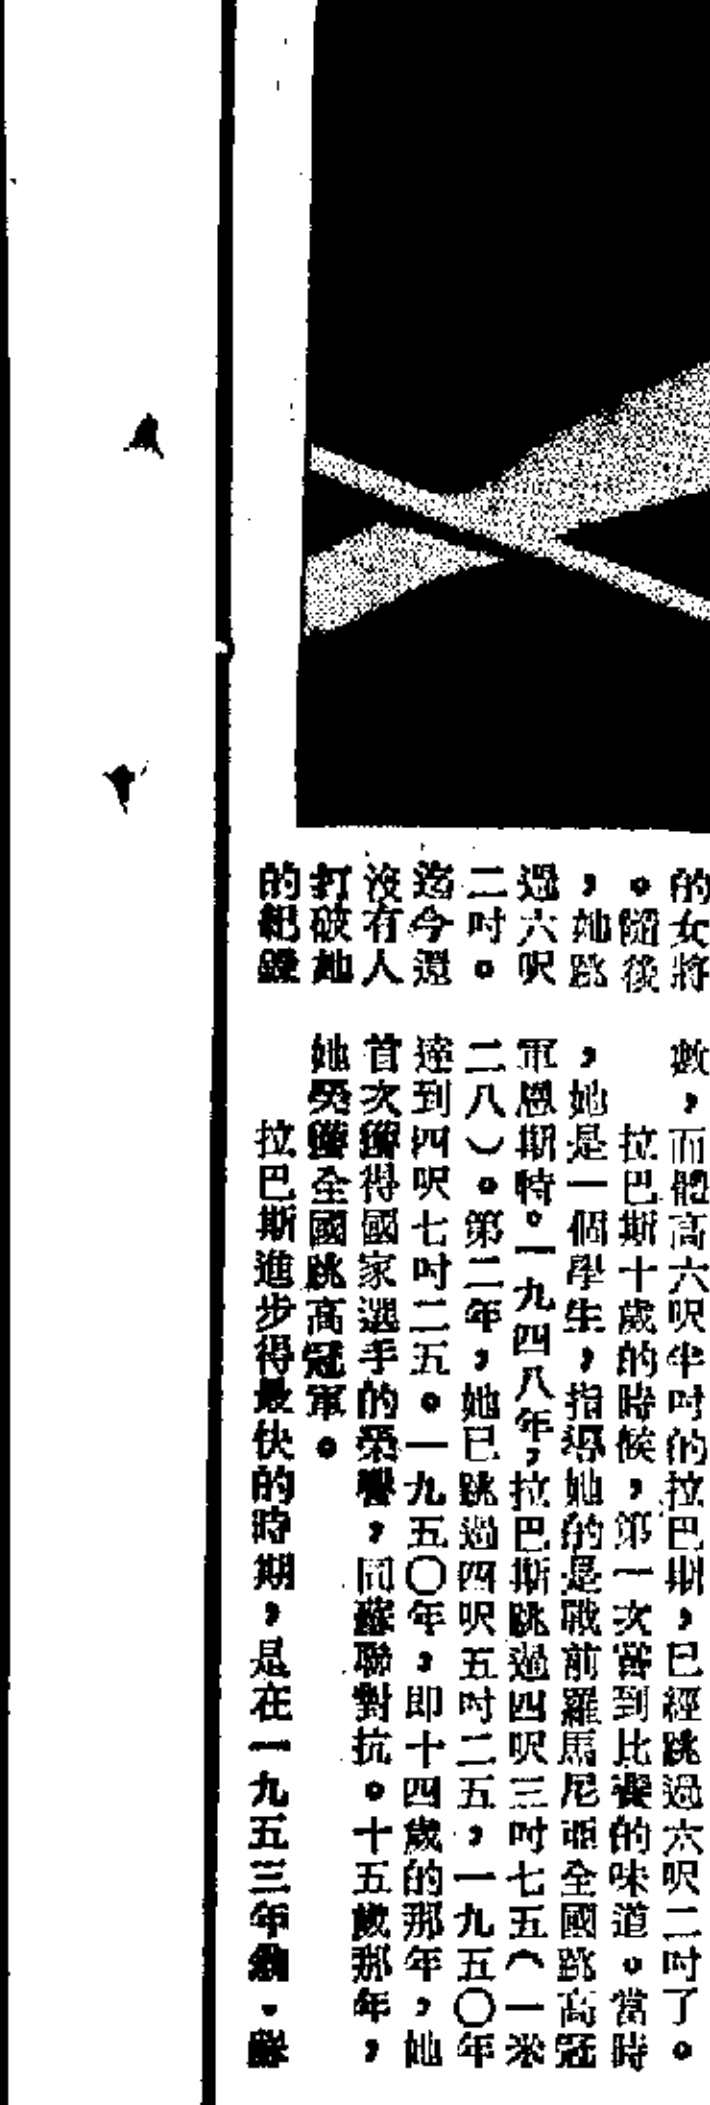 的女將
。隨後
，她跳
過六呎
二吋。
迄今還
沒有人
打破她
的紀錄
數，而體高六呎半吋的拉巴斯，已經跳過六呎二吋了。
拉巴斯十歲的時候，第一次嘗到比賽的味道。當時
，她是一個學生，指導她的是戰前羅馬尼亞全國跳高冠
軍恩斯特。一九四八年，拉巴斯跳過四呎三吋七五（一米
二八）。第二年，她已跳過四呎五吋二五，一九五〇年
達到四呎七吋二五。一九五〇年，即十四歲的那年，她
首次獲得國家選手的榮譽，同蘇聯對抗。十五歲那年，
她榮獲全國跳高冠軍。
拉巴斯進步得最快的時期，是在一九五三年